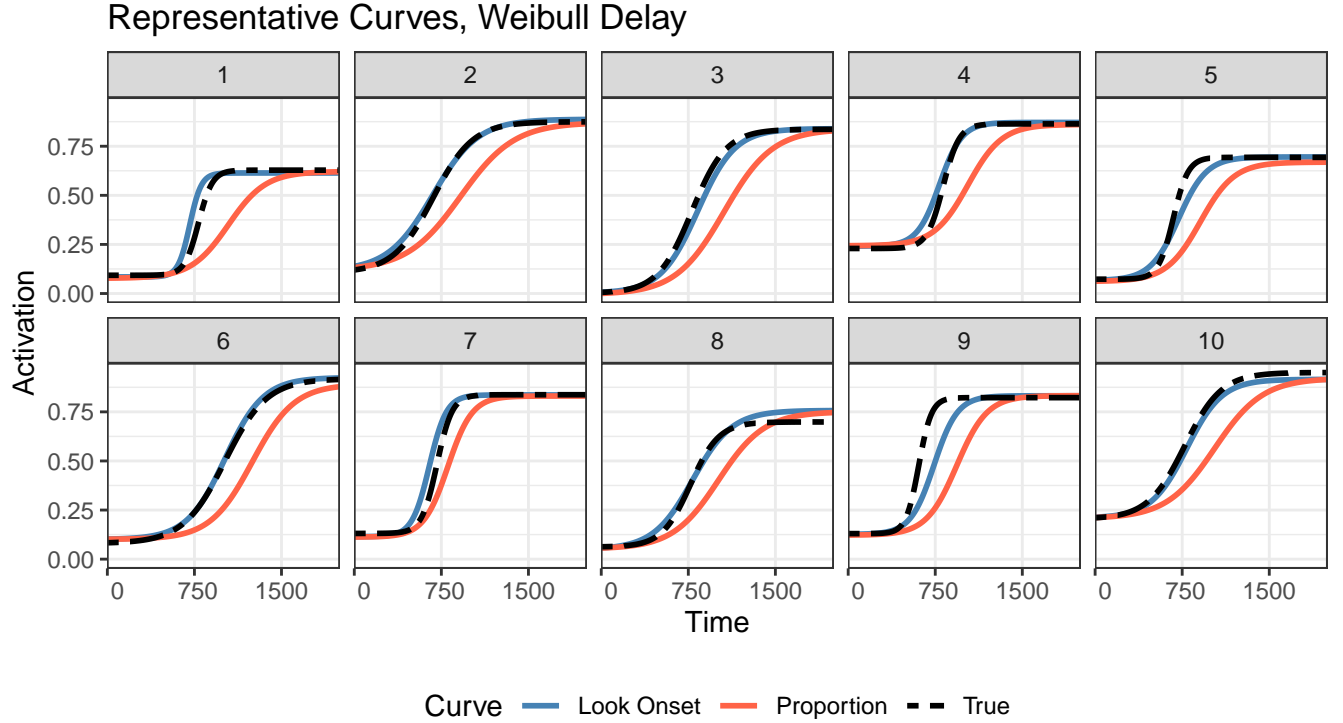 Representative Curves, Weibull Delay
1 2 3 4 5
0.75
0.50
0.25
0.00
6 7 8 9 10
0.75
0.50
0.25
0.00
Activation
0 750 1500 0 750 1500 0 750 1500 0 750 1500 0 750 1500
Time
Curve Look Onset Proportion True